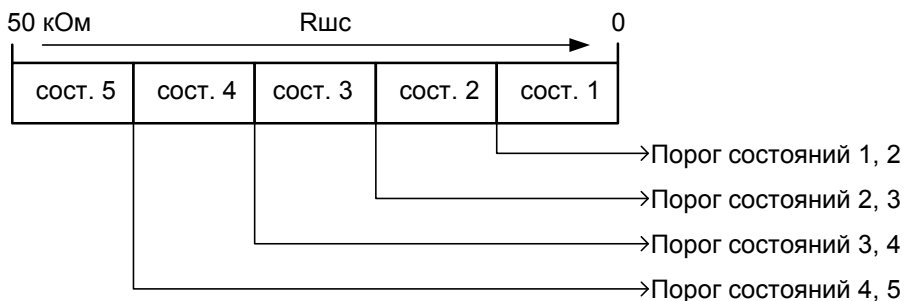 50 кОм Rшс 0
сост. 5 сост. 4 сост. 3 сост. 2 сост. 1
Порог состояний 1, 2
Порог состояний 2, 3
Порог состояний 3, 4
Порог состояний 4, 5